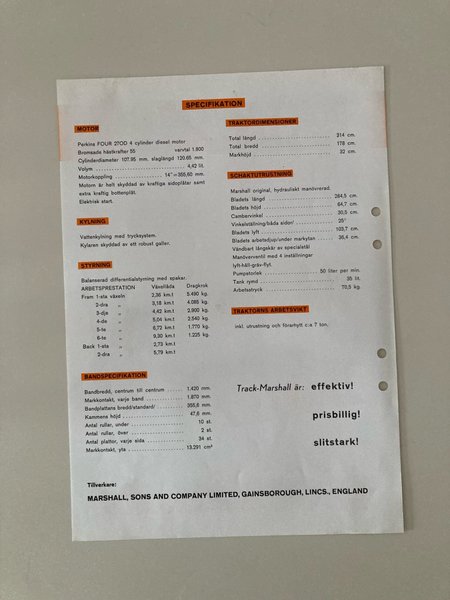 SPECIFIKATION
MOTOR
Perkins FOUR 270D 4 cylinder diesel motor
Bromsade hästkrafter 55 varvtal 1.800
Cylinderdiameter 107.95 mm. slaglängd 120.65 mm.
Volym 4,42 lit.
Motorkoppling 14"=355,60 mm.
Motorn är helt skyddad av kraftiga sidoplåtar samt
extra kraftig bottenplåt.
Elektrisk start.
KYLNING
Vattenkylning med trycksystem.
Kylaren skyddad av ett robust galler.
STYRNING
Balanserad differentialstyrning med spakar.
ARBETSPRESTATION Växellåda Dragkrok
Fram 1-sta växeln 2,36 km.t 5.490 kg.
2-dra „ 3,18 km.t 4.085 kg.
3-dje „ 4,42 km.t 2.900 kg.
4-de „ 5,04 km.t 2.540 kg.
5-te „ 6,72 km.t 1.770 kg.
6-te „ 9,30 km.t 1.225 kg.
Back 1-sta „ 2,73 km.t
2-dra „ 5,79 km.t
BANDSPECIFIKATION
Bandbredd, centrum till centrum 1.420 mm.
Markkontakt, varje band 1.870 mm.
Bandplattans bredd/standard/ 355,6 mm.
Kammens höjd 47,6 mm.
Antal rullar, under 10 st.
Antal rullar, över 2 st.
Antal plattor, varje sida 34 st.
Markkontakt, yta 13.291 cm²
TRAKTORDIMENSIONER
Total längd 314 cm.
Total bredd 178 cm.
Markhöjd 32 cm.
SCHAKTUTRUSTNING
Marshall original, hydrauliskt manövrerad.
Bladets längd 264,5 cm.
Bladets höjd 64,7 cm.
Cambervinkel 30,5 cm.
Vinkelställning/båda sidor/ 25°
Bladets lyft 103,7 cm.
Bladets arbetsdjup/under markytan 35,4 cm.
Vändbart långskär av specialstål
Manöverventil med 4 inställningar
lyft-håll-gräv-flyt.
Pumpstorlek 50 liter per min.
Tank rymd 35 lit.
Arbetstryck 70,5 kg.
TRAKTORNS ARBETSVIKT
inkl. utrustning och förarhytt c:a 7 ton.
Track-Marshall är: effektiv!
prisbillig!
slitstark!
Tillverkare:
MARSHALL, SONS AND COMPANY LIMITED, GAINSBOROUGH, LINCS., ENGLAND